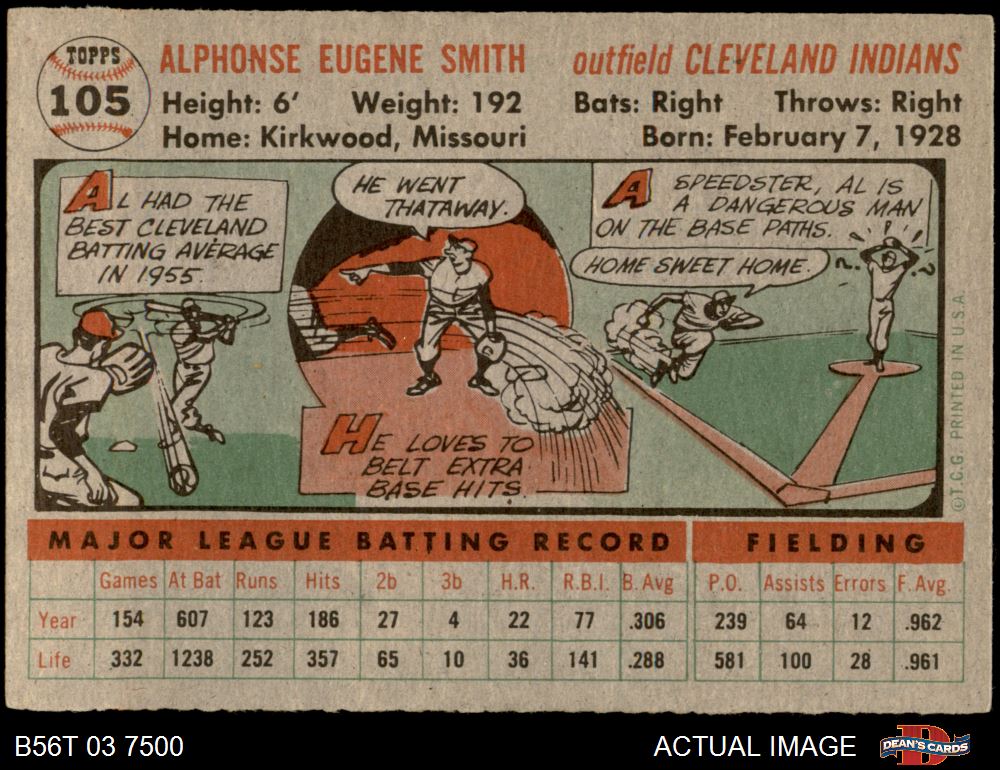 TOPPS
105
ALPHONSE EUGENE SMITH
outfield CLEVELAND INDIANS
Height: 6' Weight: 192 Bats: Right Throws: Right
Home: Kirkwood, Missouri Born: February 7, 1928
AL HAD THE
BEST CLEVELAND
BATTING AVERAGE
IN 1955.
HE WENT
THATAWAY.
HE LOVES TO
BELT EXTRA
BASE HITS.
A SPEEDSTER, AL IS
A DANGEROUS MAN
ON THE BASE PATHS.
HOME SWEET HOME.
? ?
©T.C.G. PRINTED IN U.S.A.
MAJOR LEAGUE BATTING RECORD FIELDING
Games At Bat Runs Hits 2b 3b H.R. R.B.I. B. Avg P.O. Assists Errors F. Avg.
Year 154 607 123 186 27 4 22 77 .306 239 64 12 .962
Life 332 1238 252 357 65 10 36 141 .288 581 100 28 .961
B56T 03 7500
ACTUAL IMAGE
D
DEAN'S CARDS